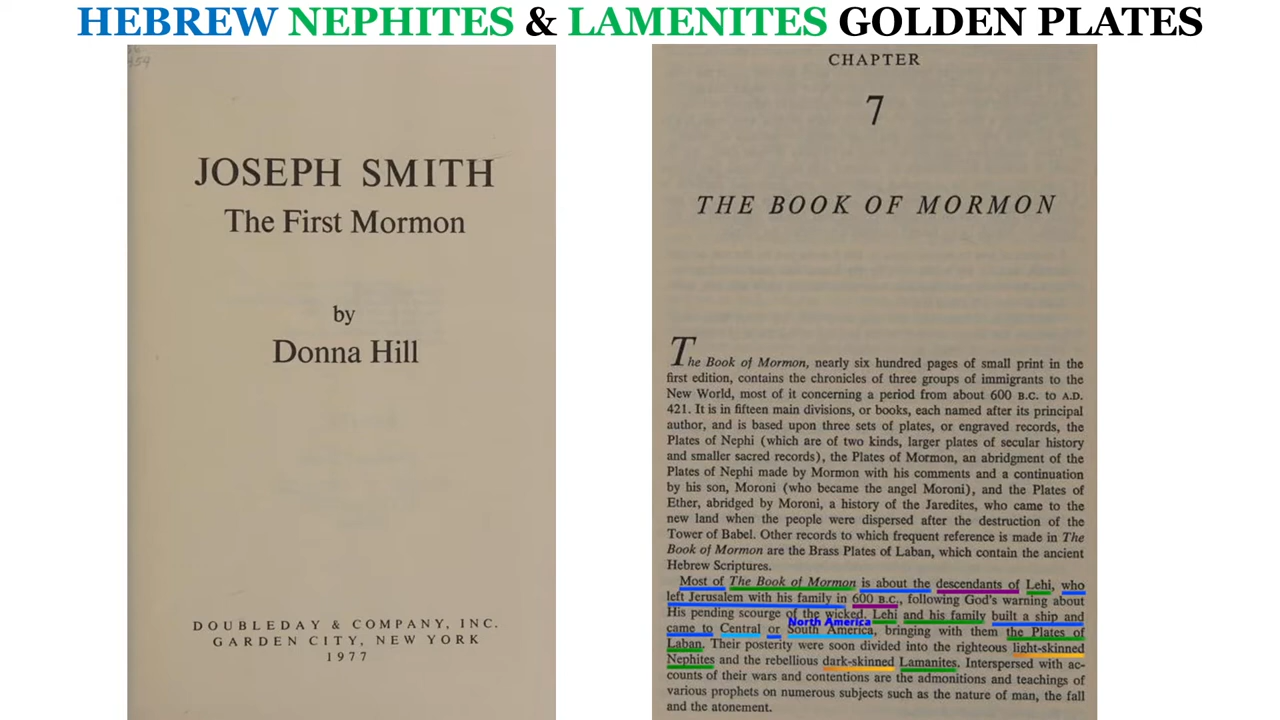 HEBREW NEPHITES & LAMENITES GOLDEN PLATES
JOSEPH SMITH
The First Mormon
by
Donna Hill
DOUBLEDAY & COMPANY, INC.
GARDEN CITY, NEW YORK
1977
CHAPTER
7
THE BOOK OF MORMON
The Book of Mormon, nearly six hundred pages of small print in the
first edition, contains the chronicles of three groups of immigrants to the
New World, most of it concerning a period from about 600 B.C. to A.D.
421. It is in fifteen main divisions, or books, each named after its principal
author, and is based upon three sets of plates, or engraved records, the
Plates of Nephi (which are of two kinds, larger plates of secular history
and smaller sacred records), the Plates of Mormon, an abridgment of the
Plates of Nephi made by Mormon with his comments and a continuation
by his son, Moroni (who became the angel Moroni), and the Plates of
Ether, abridged by Moroni, a history of the Jaredites, who came to the
new land when the people were dispersed after the destruction of the
Tower of Babel. Other records to which frequent reference is made in The
Book of Mormon are the Brass Plates of Laban, which contain the ancient
Hebrew Scriptures.
Most of The Book of Mormon is about the descendants of Lehi, who
left Jerusalem with his family in 600 B.C., following God's warning about
His pending scourge of the wicked. Lehi and his family built a ship and
North America
came to Central or South America, bringing with them the Plates of
Laban. Their posterity were soon divided into the righteous light-skinned
Nephites and the rebellious dark-skinned Lamanites. Interspersed with ac-
counts of their wars and contentions are the admonitions and teachings of
various prophets on numerous subjects such as the nature of man, the fall
and the atonement.